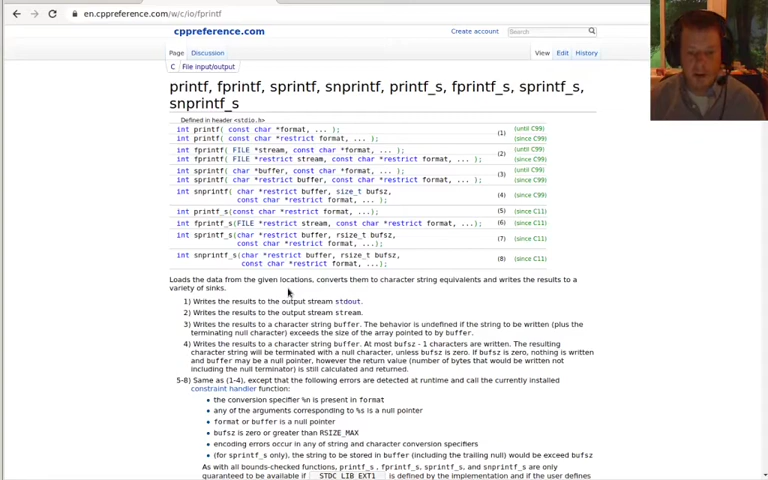 en.cppreference.com/w/c/io/fprintf
cppreference.com
Create account
Search
Page
Discussion
View
Edit
History
C
File input/output
printf, fprintf, sprintf, snprintf, printf_s, fprintf_s, sprintf_s,
snprintf_s
Defined in header <stdio.h>
int printf( const char *format, ... ); (until C99)
int printf( const char *restrict format, ... ); (1) (since C99)
int fprintf( FILE *stream, const char *format, ... ); (until C99)
int fprintf( FILE *restrict stream, const char *restrict format, ... ); (2) (since C99)
int sprintf( char *buffer, const char *format, ... ); (until C99)
int sprintf( char *restrict buffer, const char *restrict format, ... ); (3) (since C99)
int snprintf( char *restrict buffer, size_t bufsz, (4) (since C99)
const char *restrict format, ... );
int printf_s(const char *restrict format, ...); (5) (since C11)
int fprintf_s(FILE *restrict stream, const char *restrict format, ...); (6) (since C11)
int sprintf_s(char *restrict buffer, rsize_t bufsz, (7) (since C11)
const char *restrict format, ...);
int snprintf_s(char *restrict buffer, rsize_t bufsz, (8) (since C11)
const char *restrict format, ...);
Loads the data from the given locations, converts them to character string equivalents and writes the results to a
variety of sinks.
1) Writes the results to the output stream stdout.
2) Writes the results to the output stream stream.
3) Writes the results to a character string buffer. The behavior is undefined if the string to be written (plus the
terminating null character) exceeds the size of the array pointed to by buffer.
4) Writes the results to a character string buffer. At most bufsz - 1 characters are written. The resulting
character string will be terminated with a null character, unless bufsz is zero. If bufsz is zero, nothing is written
and buffer may be a null pointer, however the return value (number of bytes that would be written not
including the null terminator) is still calculated and returned.
5-8) Same as (1-4), except that the following errors are detected at runtime and call the currently installed
constraint handler function:
the conversion specifier %n is present in format
any of the arguments corresponding to %s is a null pointer
format or buffer is a null pointer
bufsz is zero or greater than RSIZE_MAX
encoding errors occur in any of string and character conversion specifiers
(for sprintf_s only), the string to be stored in buffer (including the trailing null) would be exceed bufsz
As with all bounds-checked functions, printf_s , fprintf_s, sprintf_s, and snprintf_s are only
guaranteed to be available if __STDC_LIB_EXT1__ is defined by the implementation and if the user defines